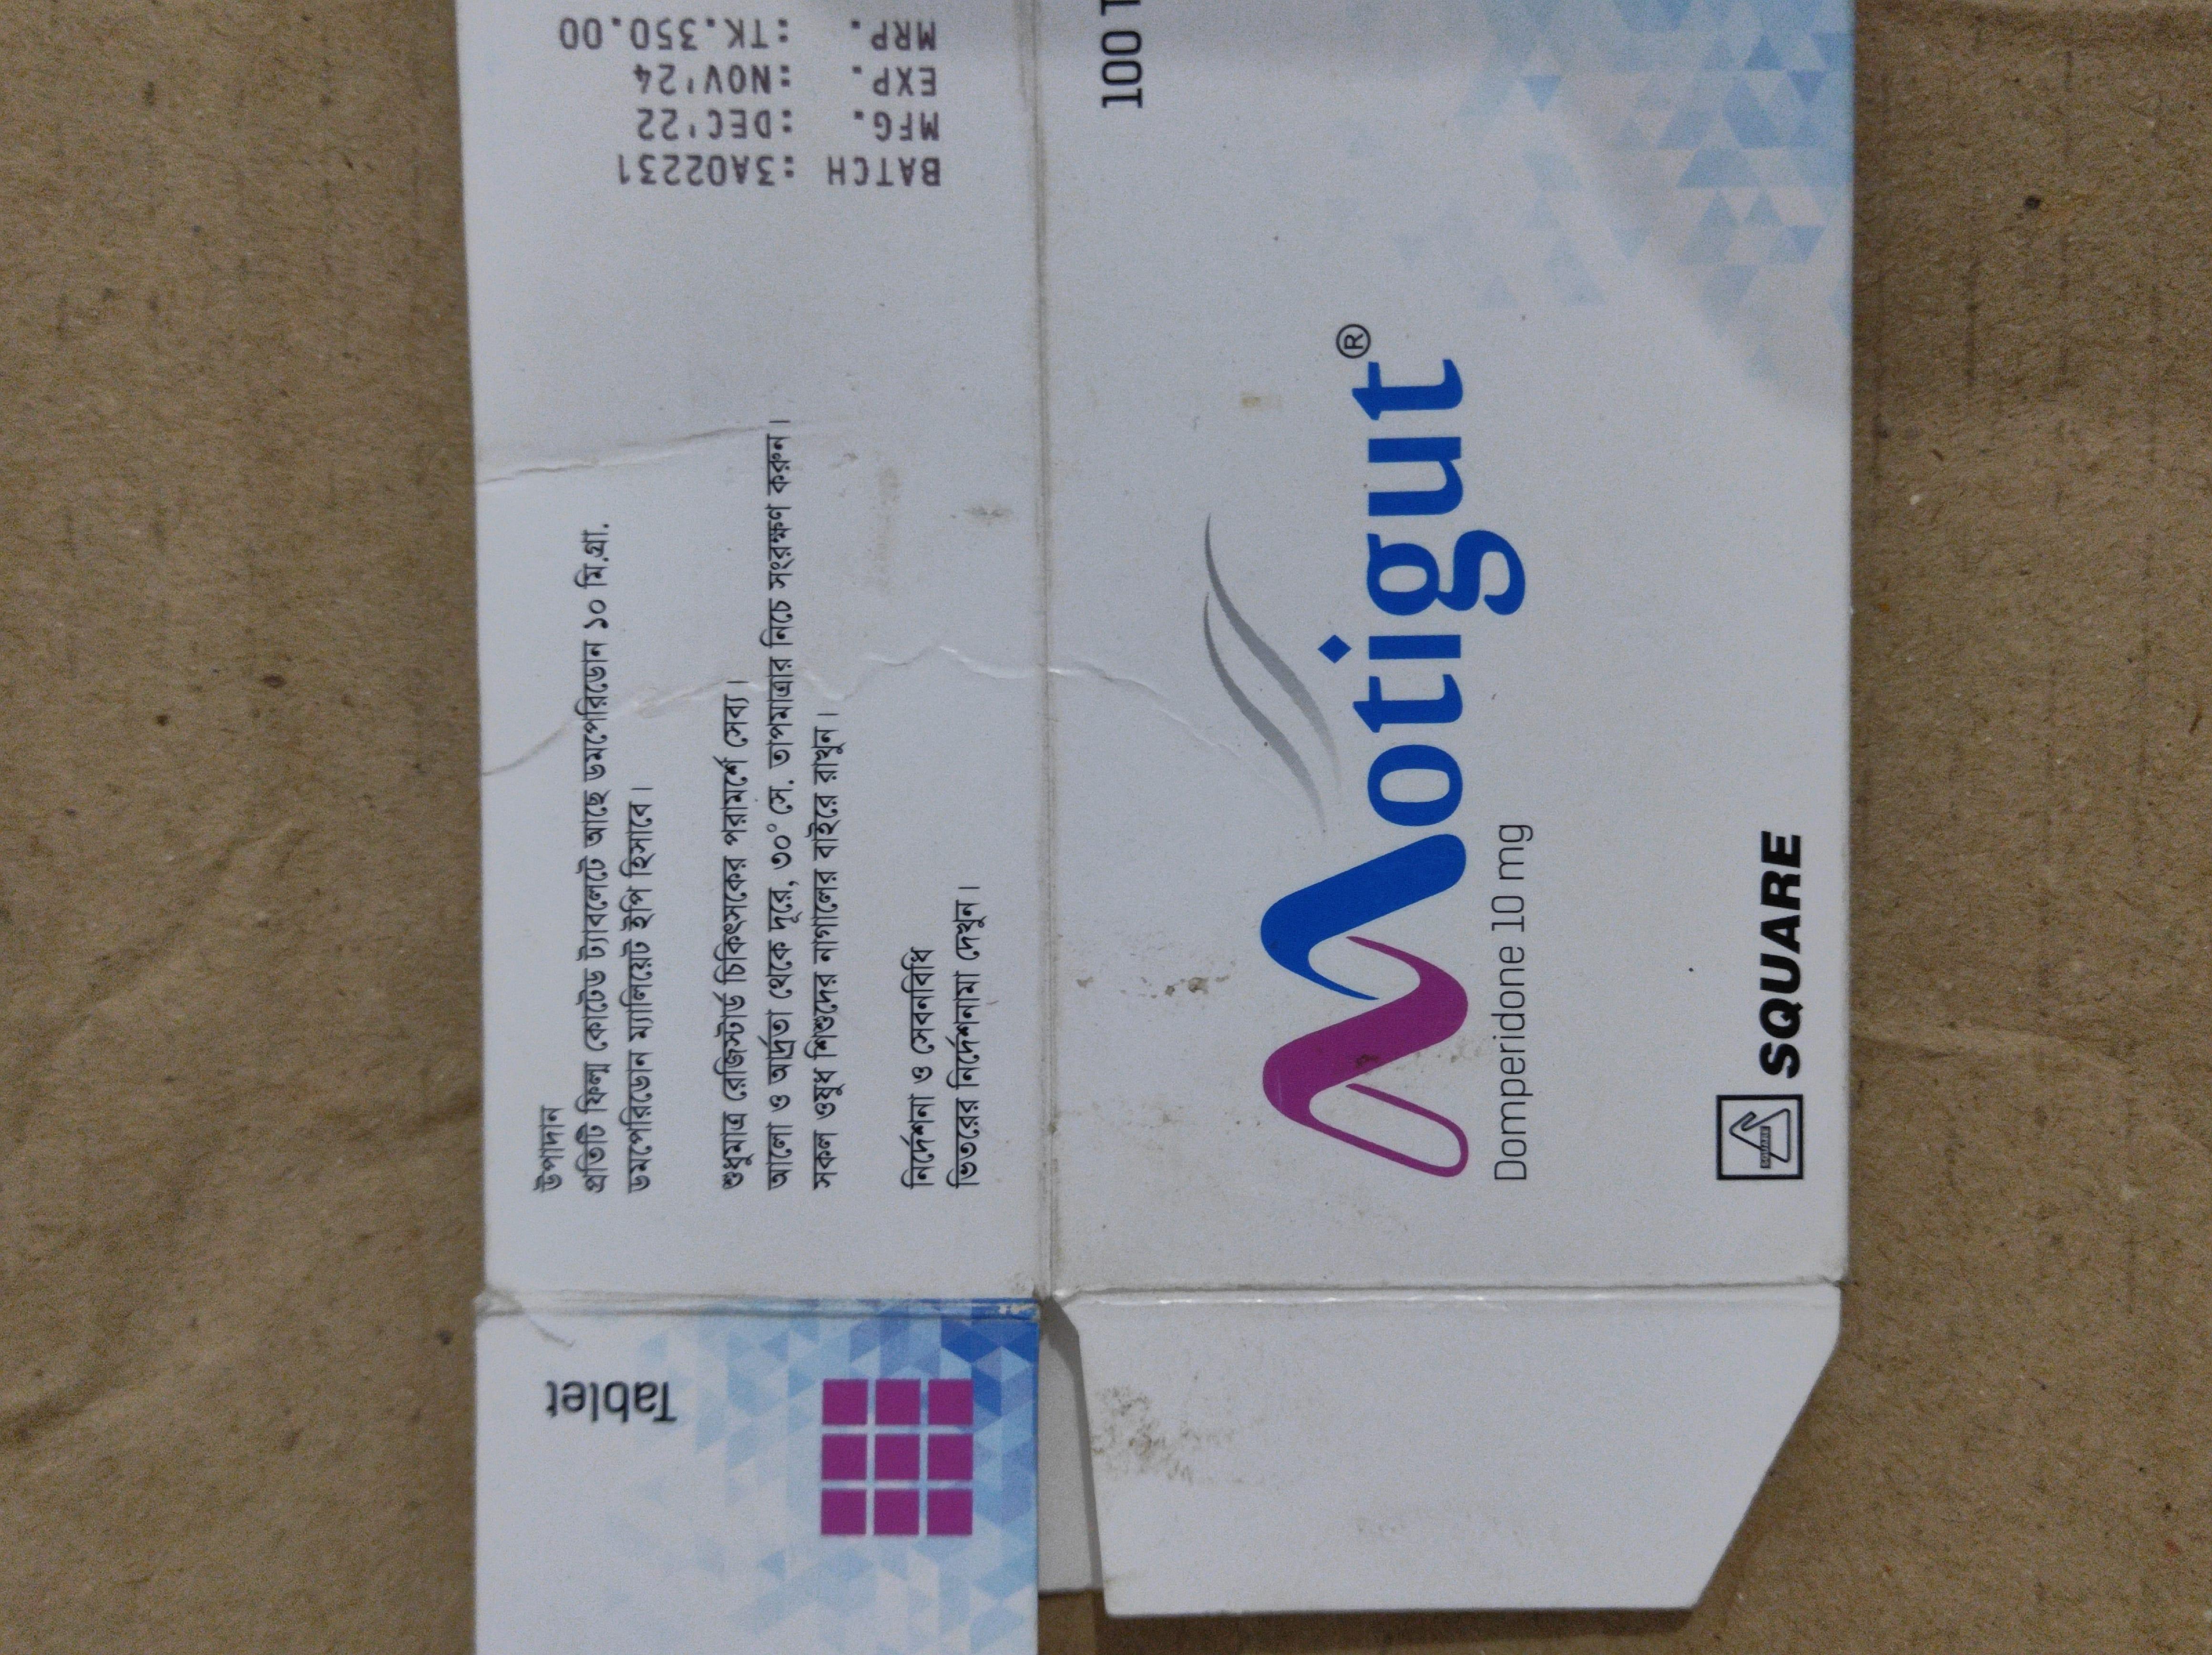 Tablet
উপাদান
প্রতিটি ফিল্ম কোটেড ট্যাবলেটে আছে ডমপেরিডোন ১০ মি.গ্রা.
ডমপেরিডোন ম্যালিয়েট ইপি হিসাবে।
শুধুমাত্র রেজিস্টার্ড চিকিৎসকের পরামর্শে সেব্য।
আলো ও আর্দ্রতা থেকে দূরে, ৩০° সে. তাপমাত্রার নিচে সংরক্ষণ করুন।
সকল ওষুধ শিশুদের নাগালের বাইরে রাখুন।
নির্দেশনা ও সেবনবিধি
ভিতরের নির্দেশনামা দেখুন।
BATCH :3A02231
MFG. :DEC'22
EXP. :NOV'24
MRP. :TK.350.00
100 T
Motigut®
Domperidone 10 mg
SQUARE
SQUARE